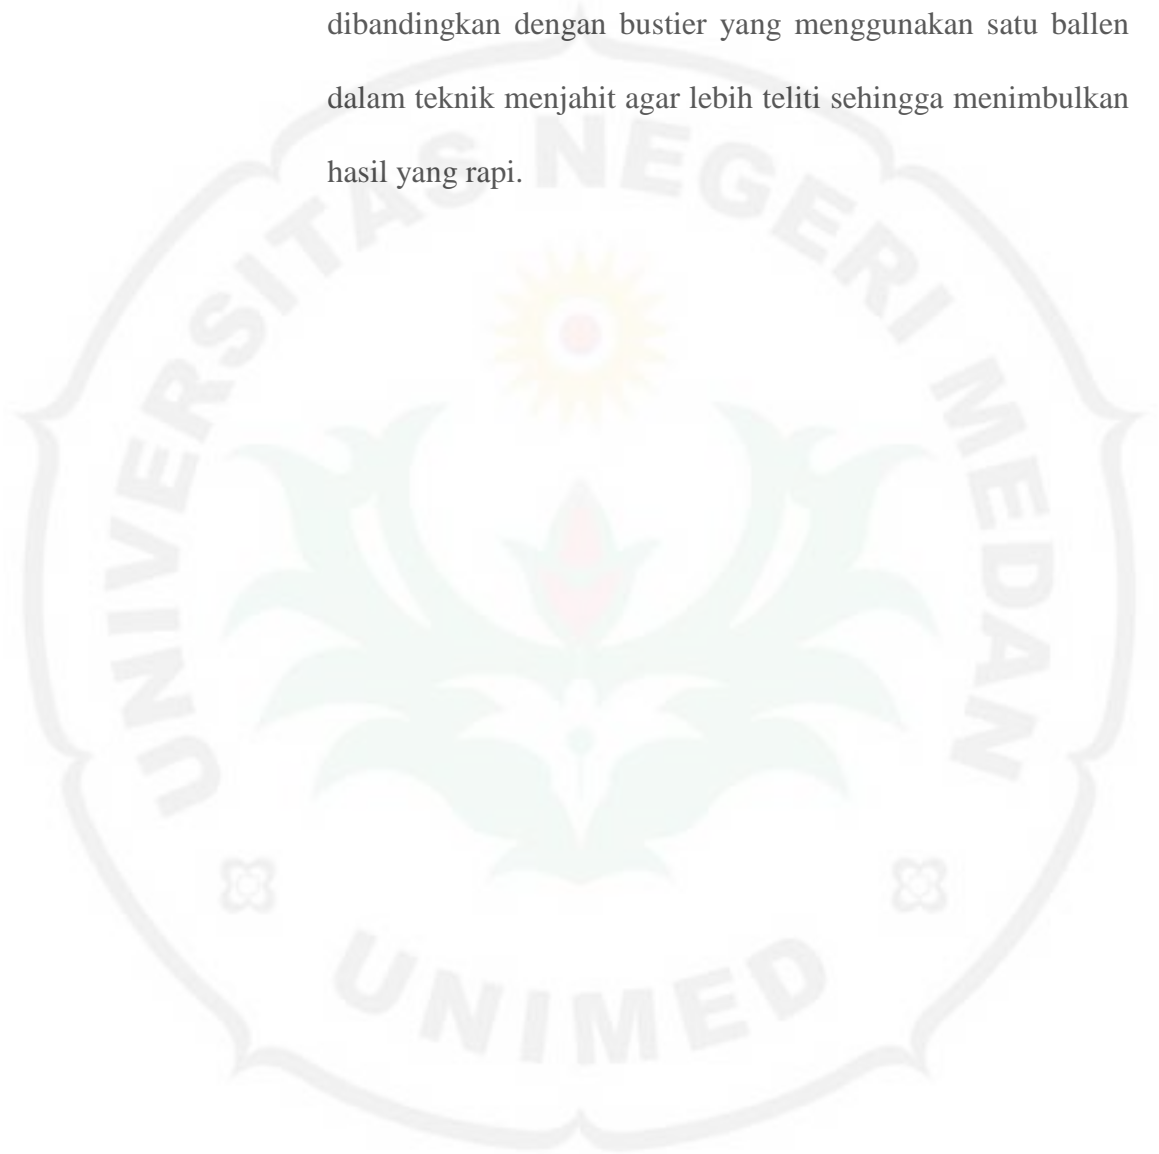 dibandingkan dengan bustier yang menggunakan satu ballen
dalam teknik menjahit agar lebih teliti sehingga menimbulkan
hasil yang rapi.
UNIVERSITAS NEGERI MEDAN
UNIMED